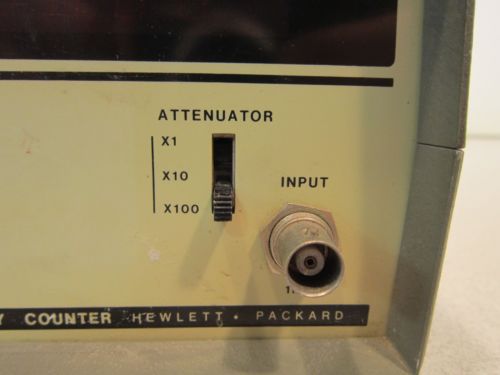 ATTENUATOR
X1
X10
X100
INPUT
COUNTER HEWLETT • PACKARD